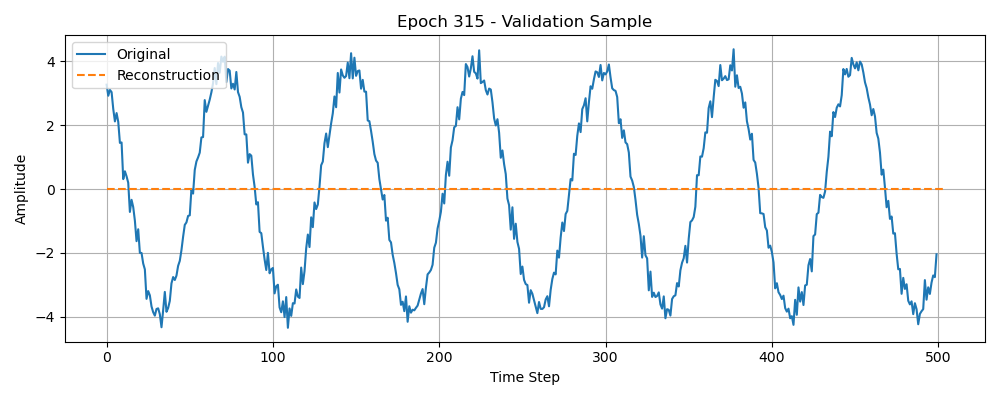 Epoch 315 - Validation Sample
Original
Reconstruction
Amplitude
4
2
0
−2
−4
0 100 200 300 400 500
Time Step